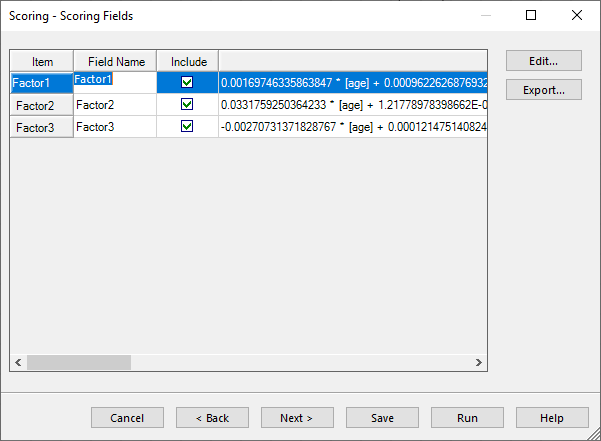 Scoring - Scoring Fields
Item Field Name Include
Factor1 Factor1 0.00169746335863847 * [age] + 0.0009622626876932
Factor2 Factor2 0.0331759250364233 * [age] + 1.21778978398662E-0
Factor3 Factor3 -0.00270731371828767 * [age] + 0.000121475140824
Edit...
Export...
Cancel < Back Next > Save Run Help